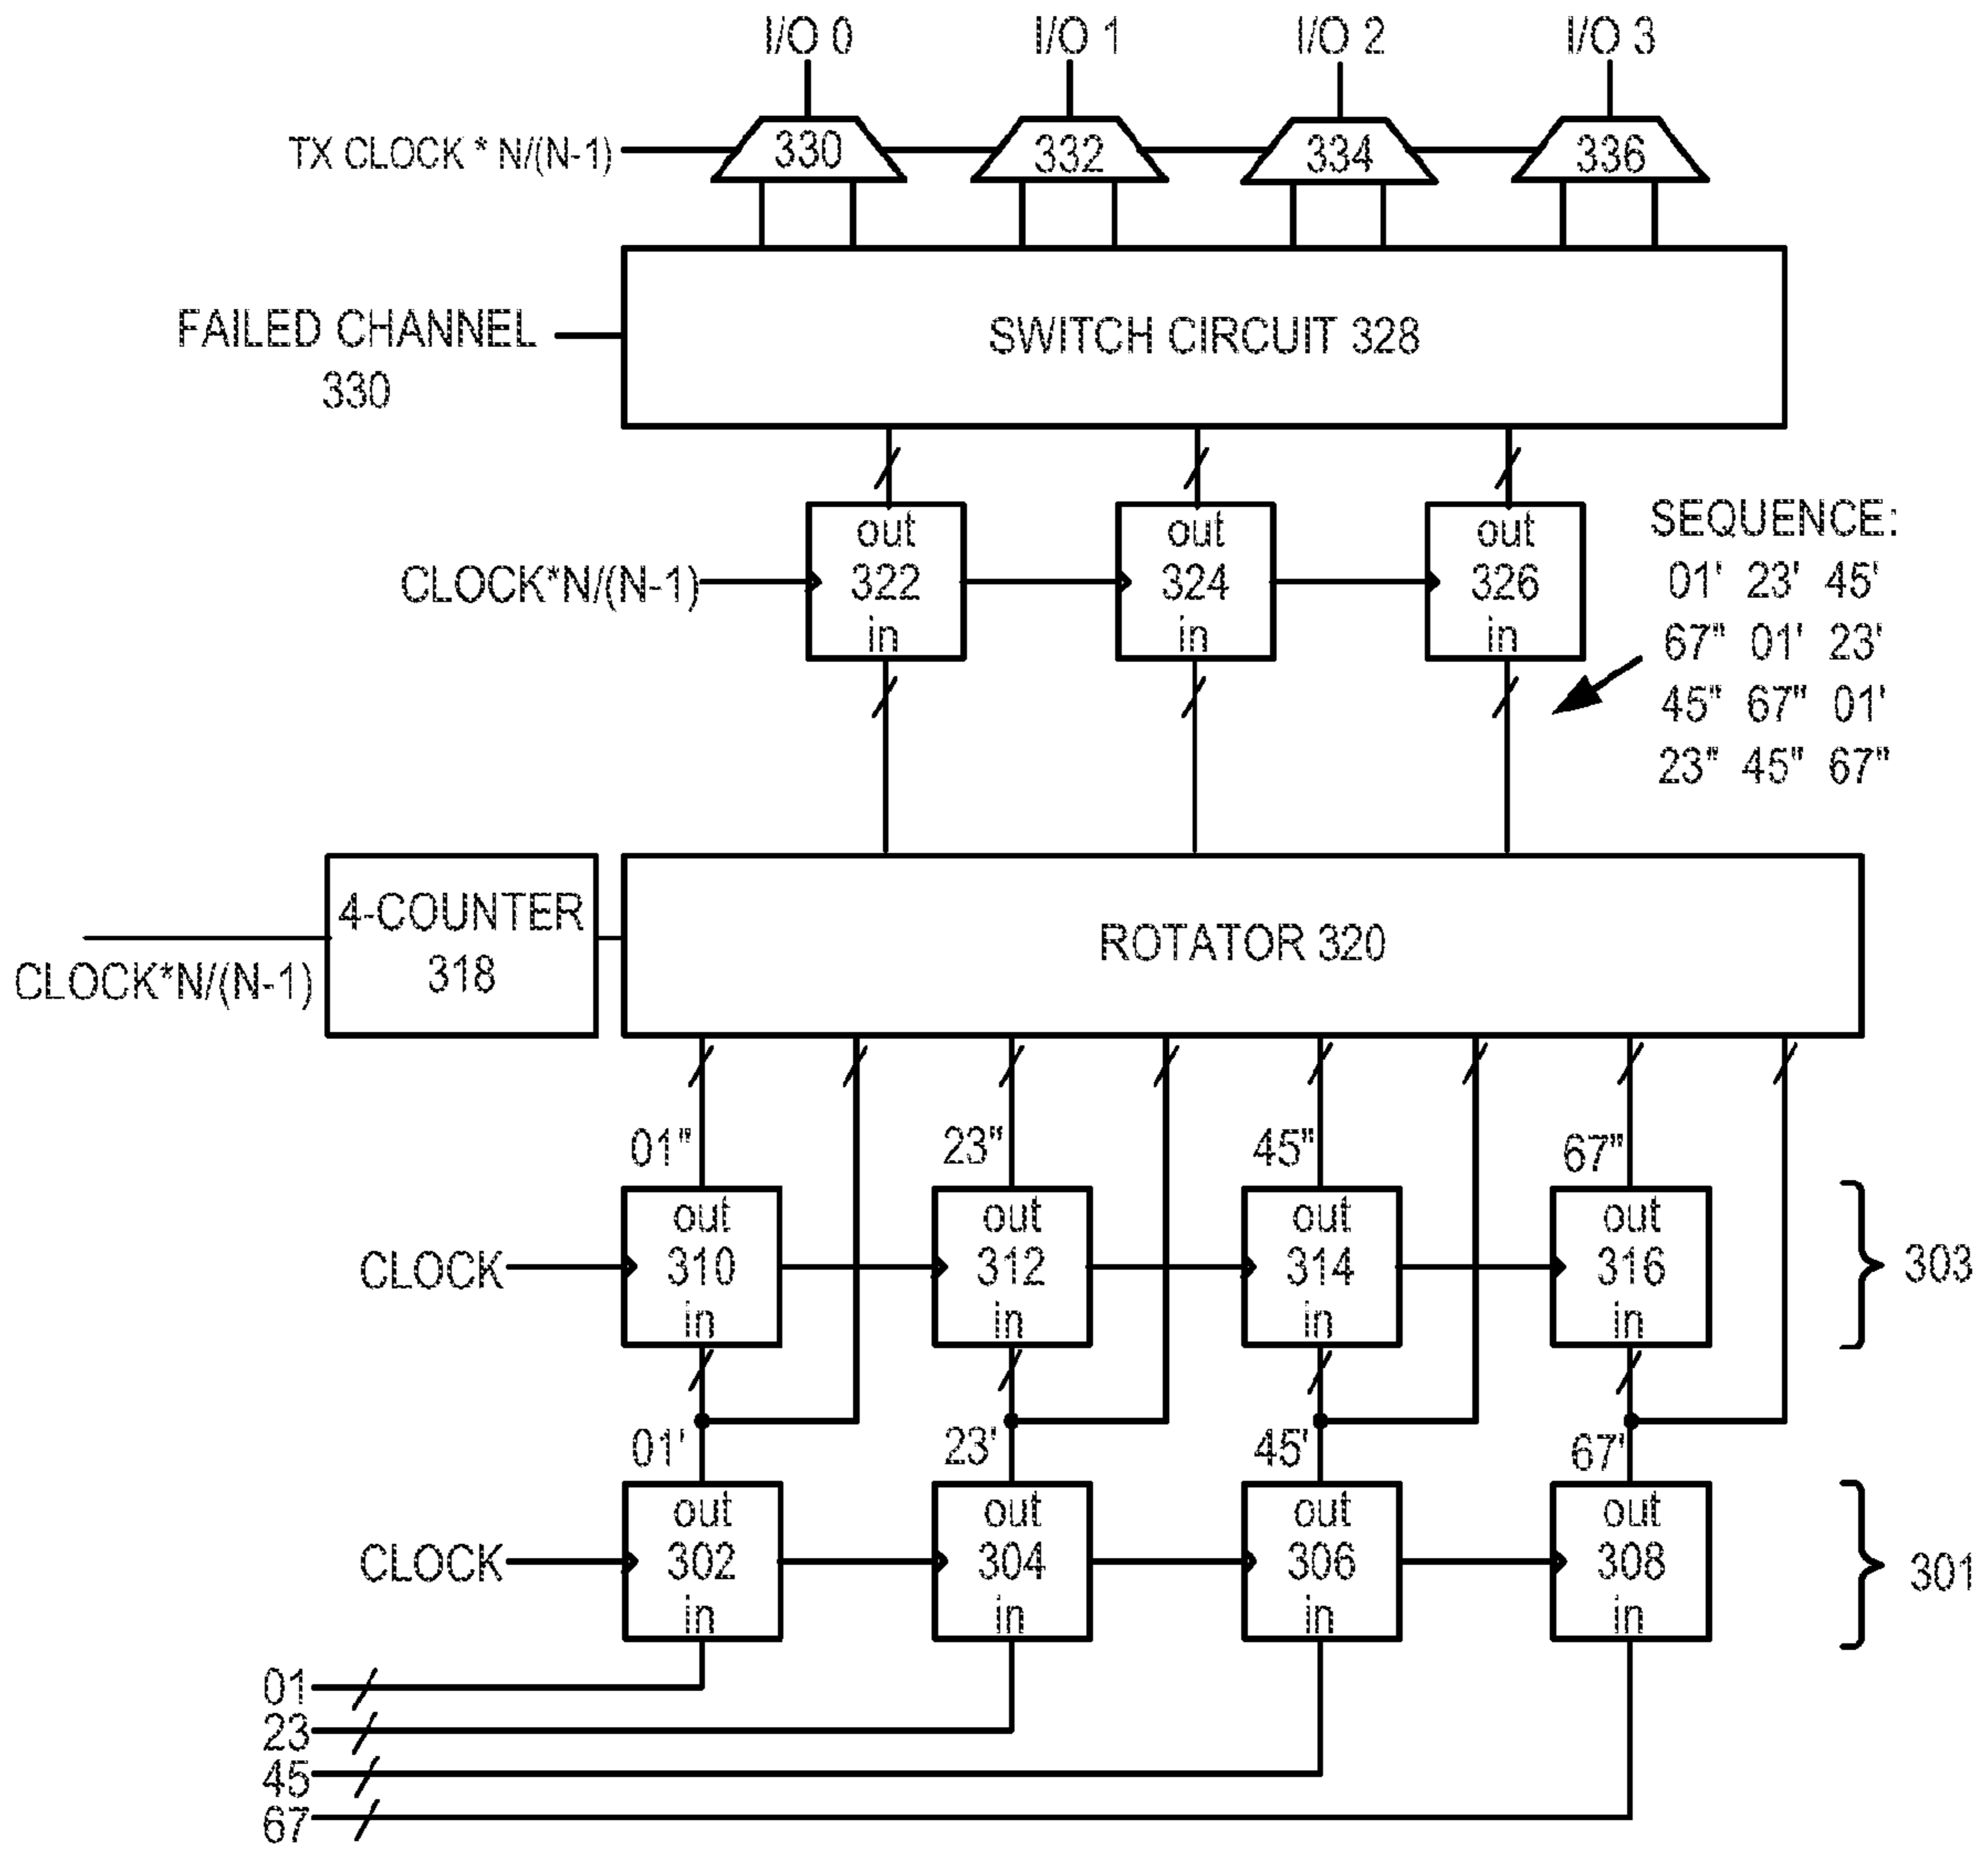 I/O 0 I/O 1 I/O 2 I/O 3
TX CLOCK * N/(N-1) 330 332 334 336
FAILED CHANNEL
330
SWITCH CIRCUIT 328
CLOCK*N/(N-1)
out
322
in
out
324
in
out
326
in
SEQUENCE:
01' 23' 45'
67" 01' 23'
45" 67" 01'
23" 45" 67"
4-COUNTER
318
CLOCK*N/(N-1)
ROTATOR 320
01" 23" 45" 67"
CLOCK
out
310
in
out
312
in
out
314
in
out
316
in
303
01' 23' 45' 67'
CLOCK
out
302
in
out
304
in
out
306
in
out
308
in
301
01
23
45
67